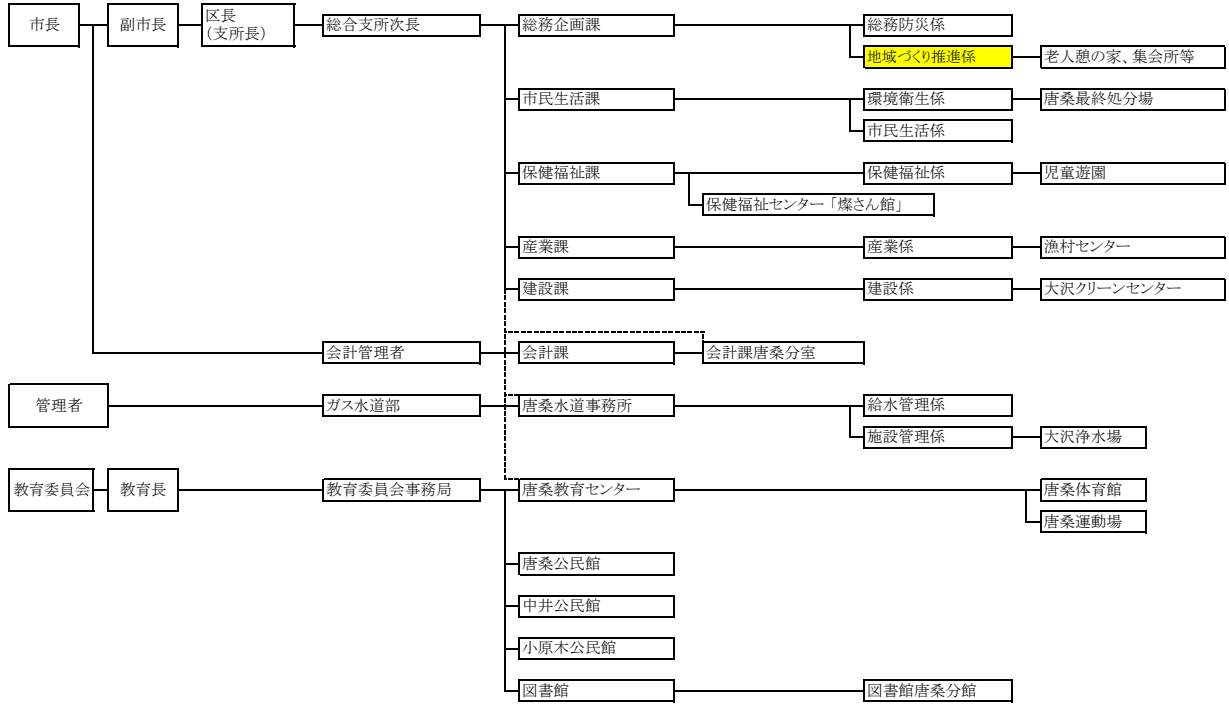 市長
副市長
区長
（支所長）
総合支所次長
総務企画課
総務防災係
地域づくり推進係
老人憩の家、集会所等
市民生活課
環境衛生係
唐桑最終処分場
市民生活係
保健福祉課
保健福祉係
児童遊園
保健福祉センター「燦さん館」
産業課
産業係
漁村センター
建設課
建設係
大沢クリーンセンター
会計管理者
会計課
会計課唐桑分室
管理者
ガス水道部
唐桑水道事務所
給水管理係
施設管理係
大沢浄水場
教育委員会
教育長
教育委員会事務局
唐桑教育センター
唐桑体育館
唐桑運動場
唐桑公民館
中井公民館
小原木公民館
図書館
図書館唐桑分館